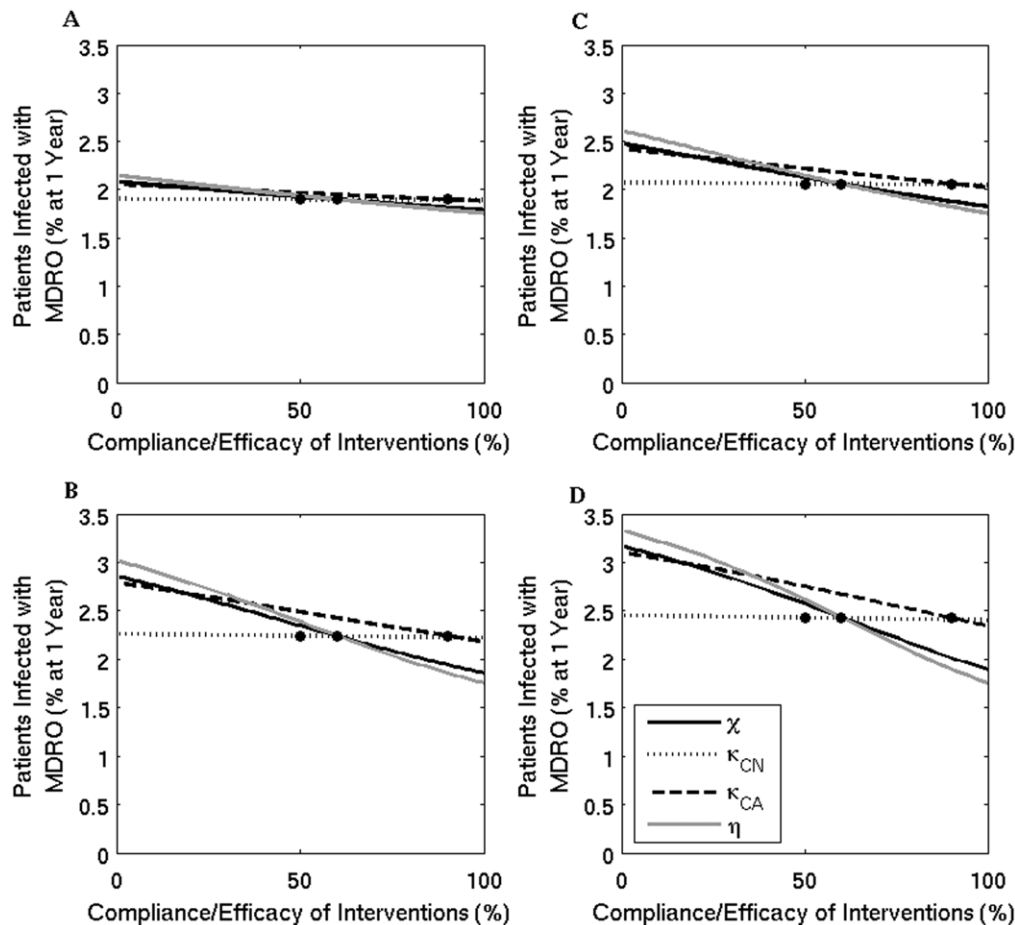 A
3.5
3
2.5
2
1.5
1
0.5
0
Patients Infected with
MDRO (% at 1 Year)
0 50 100
Compliance/Efficacy of Interventions (%)
C
3.5
3
2.5
2
1.5
1
0.5
0
Patients Infected with
MDRO (% at 1 Year)
0 50 100
Compliance/Efficacy of Interventions (%)
B
3.5
3
2.5
2
1.5
1
0.5
0
Patients Infected with
MDRO (% at 1 Year)
0 50 100
Compliance/Efficacy of Interventions (%)
D
3.5
3
2.5
2
1.5
1
0.5
0
Patients Infected with
MDRO (% at 1 Year)
χ
κCN
κCA
η
0 50 100
Compliance/Efficacy of Interventions (%)